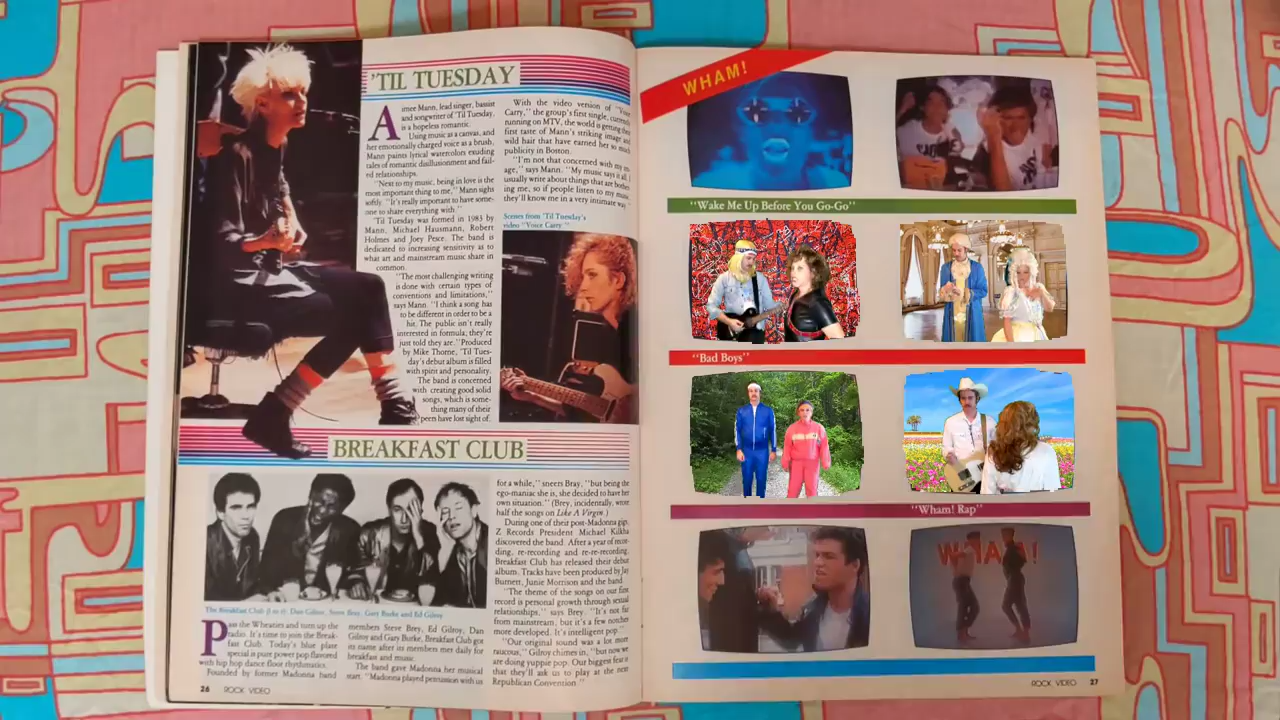 'TIL TUESDAY
Aimee Mann, lead singer, bassist
and songwriter of 'Til Tuesday,
is a hopeless romantic.
Using music as a canvas, and
her emotionally charged voice as a brush,
Mann paints lyrical watercolors exuding
tales of romantic disillusionment and fail-
ed relationships.
"Next to my music, being in love is the
most important thing to me," Mann sighs
softly. "It's really important to have some-
one to share everything with."
'Til Tuesday was formed in 1983 by
Mann, Michael Hausmann, Robert
Holmes and Joey Pesce. The band is
dedicated to increasing sensitivity as to
what art and mainstream music share in
common.
"The most challenging writing
is done with certain types of
conventions and limitations,"
says Mann. "I think a song has
to be different in order to be a
hit. The public isn't really
interested in formula; they're
just told they are." Produced
by Mike Thorne, 'Til Tues-
day's debut album is filled
with spirit and personality.
The band is concerned
with creating good solid
songs, which is some-
thing many of their
peers have lost sight of.
With the video version of "Voice
Carry," the group's first single, currently
running on MTV, the world is getting their
first taste of Mann's striking image and
wild hair that have earned her so much
publicity in Boston.
"I'm not that concerned with my im-
age," says Mann. "My music says it all. I
usually write about things that are bother-
ing me, so if people listen to my music
they'll know me in a very intimate way."
Scenes from 'Til Tuesday's
video "Voice Carry."
BREAKFAST CLUB
The Breakfast Club (l to r): Dan Gilroy, Steve Bray, Gary Burke and Ed Gilroy
Pass the Wheaties and turn up the
radio. It's time to join the Break-
fast Club. Today's blue plate
special is pure power pop flavored
with hip hop dance floor rhythmatics.
Founded by former Madonna band
members Steve Brey, Ed Gilroy, Dan
Gilroy and Gary Burke, Breakfast Club got
its name after its members met daily for
breakfast and music.
The band gave Madonna her musical
start. "Madonna played percussion with us
for a while," sneers Bray, "but being the
ego-maniac she is, she decided to have her
own situation." (Brey, incidentally, wrote
half the songs on Like A Virgin.)
During one of their post-Madonna gigs,
Z Records President Michael Kilkha
discovered the band. After a year of recor-
ding, re-recording and re-re-recording,
Breakfast Club has released their debut
album. Tracks have been produced by Jay
Burnett, Junie Morrison and the band.
"The theme of the songs on our first
record is personal growth through sexual
relationships," says Brey. "It's not far
from mainstream, but it's a few notches
more developed. It's intelligent pop."
"Our original sound was a lot more
raucous," Gilroy chimes in, "but now we
are doing yuppie pop. Our biggest fear is
that they'll ask us to play at the next
Republican Convention."
26 ROCK VIDEO
WHAM!
"Wake Me Up Before You Go-Go"
"Bad Boys"
"Wham! Rap"
WHAM!
ROCK VIDEO 27